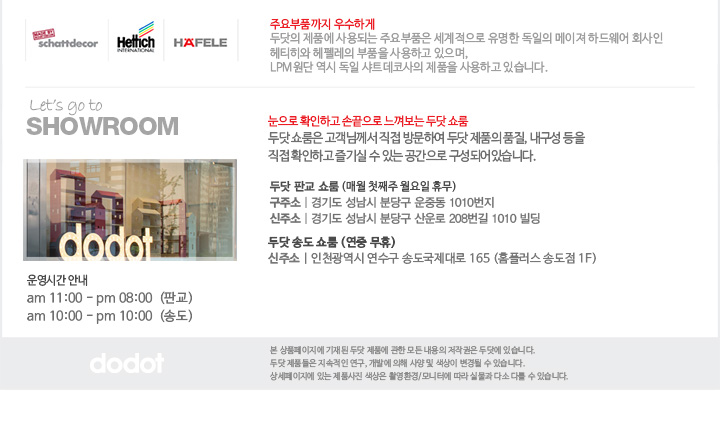 MADE BY
schattdecor
Hettich
INTERNATIONAL
HÄFELE
주요부품까지 우수하게
두닷의 제품에 사용되는 주요부품은 세계적으로 유명한 독일의 메이져 하드웨어 회사인
헤티히와 헤펠레의 부품을 사용하고 있으며,
LPM원단 역시 독일 샤트데코사의 제품을 사용하고 있습니다.
Let's go to
SHOWROOM
눈으로 확인하고 손끝으로 느껴보는 두닷 쇼룸
두닷 쇼룸은 고객님께서 직접 방문하여 두닷 제품의 품질, 내구성 등을
직접 확인하고 즐기실 수 있는 공간으로 구성되어있습니다.
dodot
두닷 판교 쇼룸 (매월 첫째주 월요일 휴무)
구주소 | 경기도 성남시 분당구 운중동 1010번지
신주소 | 경기도 성남시 분당구 산운로 208번길 1010 빌딩
두닷 송도 쇼룸 (연중 무휴)
신주소 | 인천광역시 연수구 송도국제대로 165 (홈플러스 송도점 1F)
운영시간 안내
am 11:00 - pm 08:00 (판교)
am 10:00 - pm 10:00 (송도)
dodot
본 상품페이지에 기재된 두닷 제품에 관한 모든 내용의 저작권은 두닷에 있습니다.
두닷 제품들은 지속적인 연구, 개발에 의해 사양 및 색상이 변경될 수 있습니다.
상세페이지에 있는 제품사진 색상은 촬영환경/모니터에 따라 실물과 다소 다를 수 있습니다.